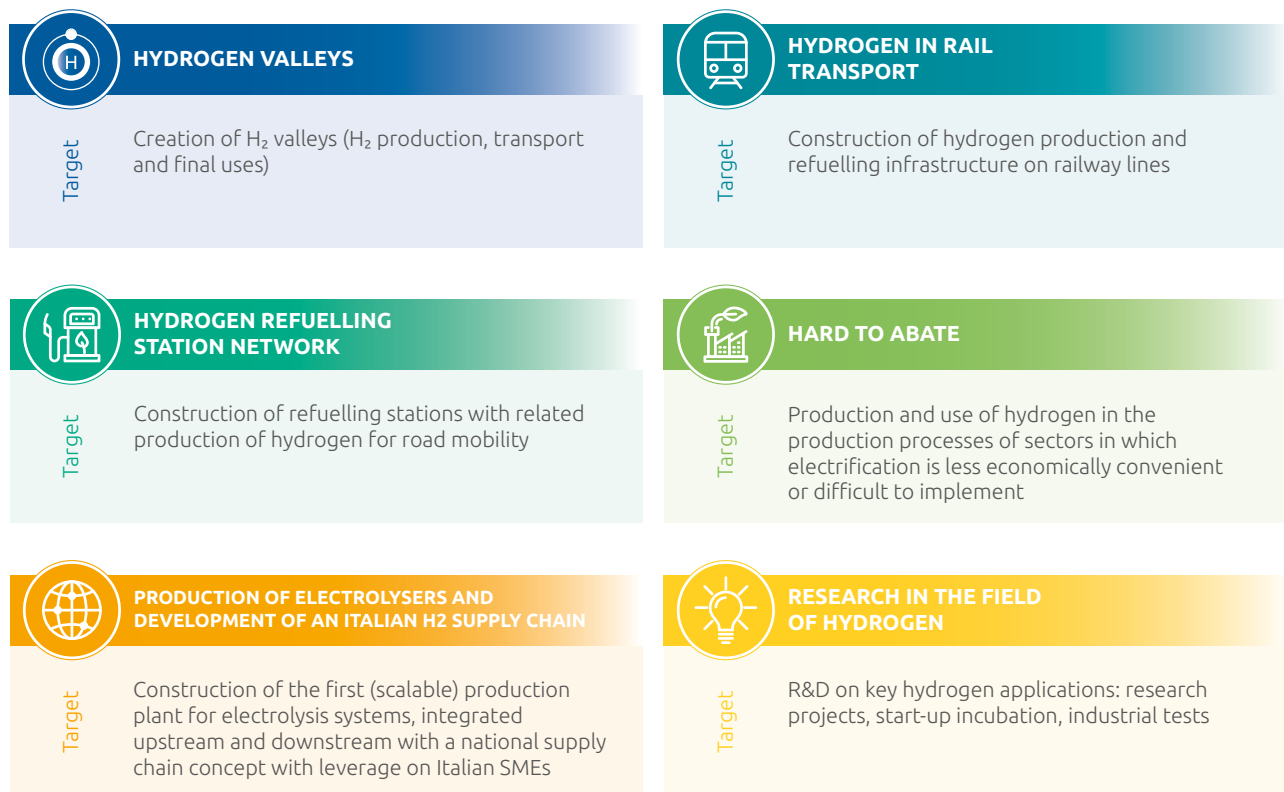 H
HYDROGEN VALLEYS
Target
Creation of H₂ valleys (H₂ production, transport
and final uses)
HYDROGEN IN RAIL
TRANSPORT
Target
Construction of hydrogen production and
refuelling infrastructure on railway lines
HYDROGEN REFUELLING
STATION NETWORK
Target
Construction of refuelling stations with related
production of hydrogen for road mobility
HARD TO ABATE
Target
Production and use of hydrogen in the
production processes of sectors in which
electrification is less economically convenient
or difficult to implement
PRODUCTION OF ELECTROLYSERS AND
DEVELOPMENT OF AN ITALIAN H2 SUPPLY CHAIN
Target
Construction of the first (scalable) production
plant for electrolysis systems, integrated
upstream and downstream with a national supply
chain concept with leverage on Italian SMEs
RESEARCH IN THE FIELD
OF HYDROGEN
Target
R&D on key hydrogen applications: research
projects, start-up incubation, industrial tests